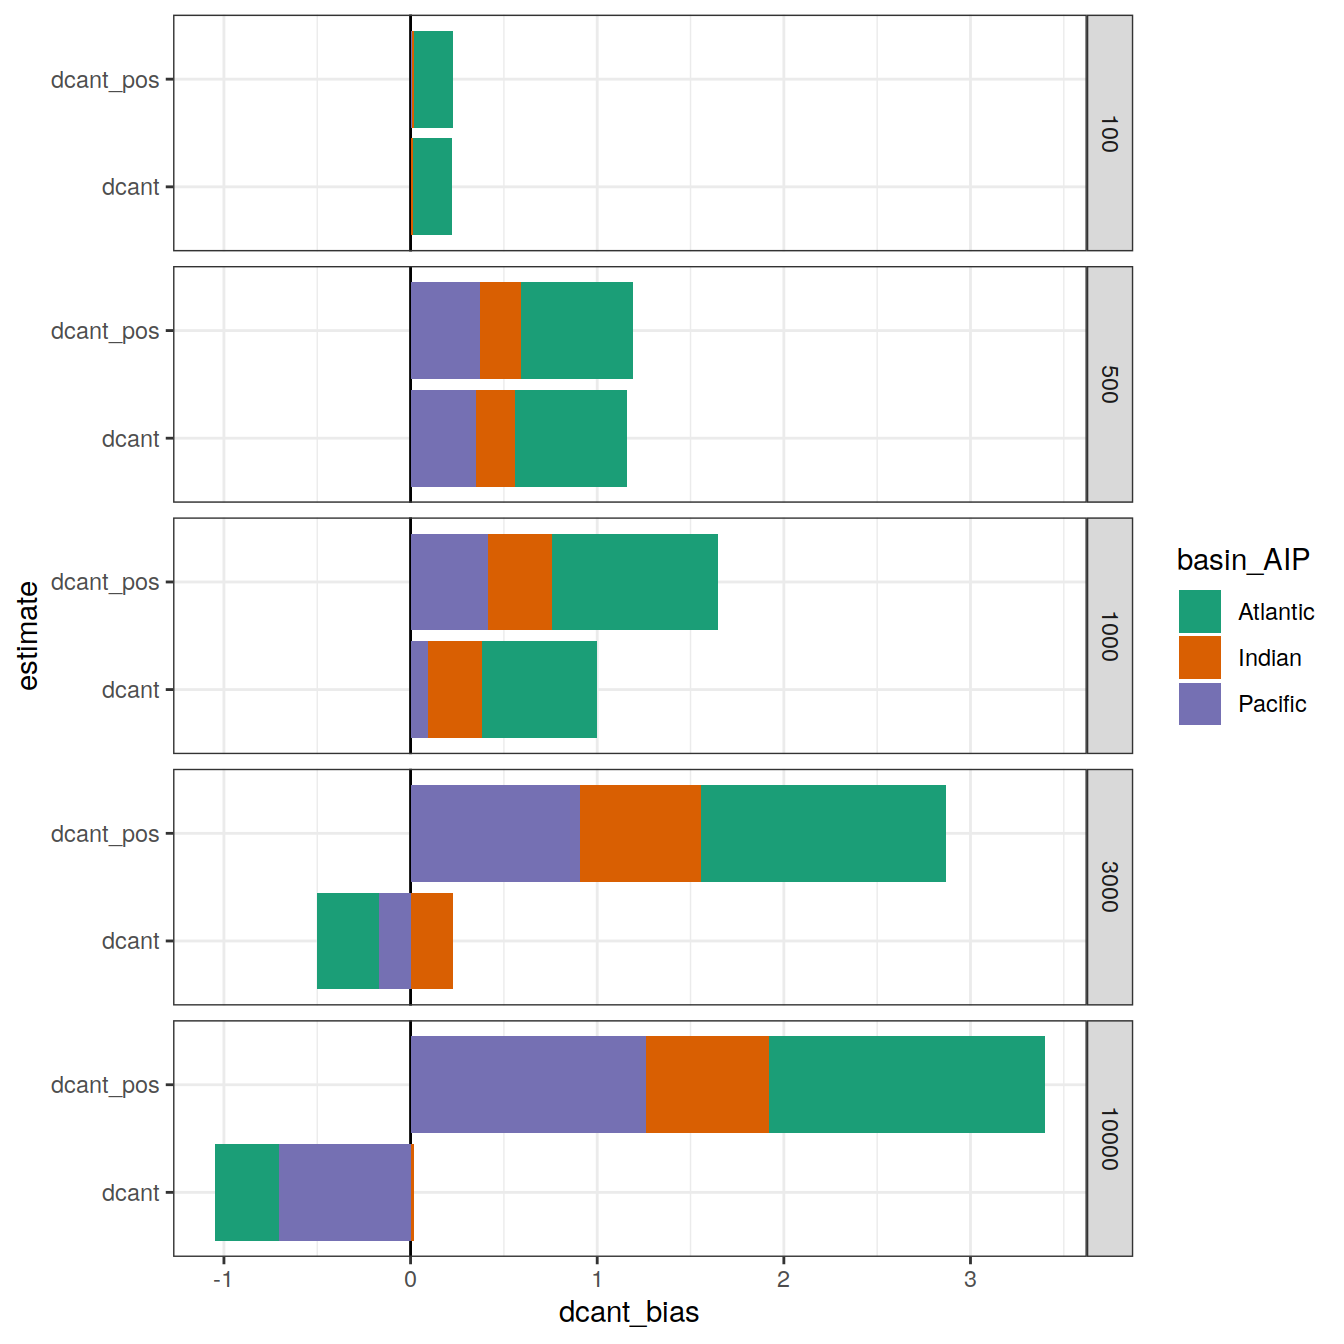 dcant_pos
dcant
100
dcant_pos
dcant
500
dcant_pos
dcant
1000
dcant_pos
dcant
3000
dcant_pos
dcant
10000
-1 0 1 2 3
dcant_bias
estimate
basin_AIP
Atlantic
Indian
Pacific